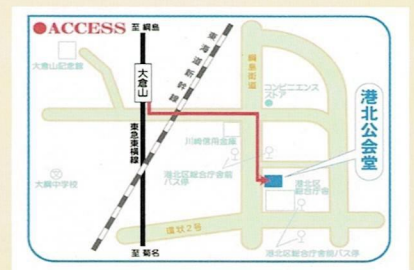 ●ACCESS
至 綱島
大倉山記念館
大倉山
東海道新幹線
綱島街道
コンビニエンス
ストア
港北公会堂
東急東横線
川崎信用金庫
港北区
総合庁舎前
バス停
港北区
総合庁舎
大綱中学校
環状2号
至 菊名
港北区総合庁舎前バス停